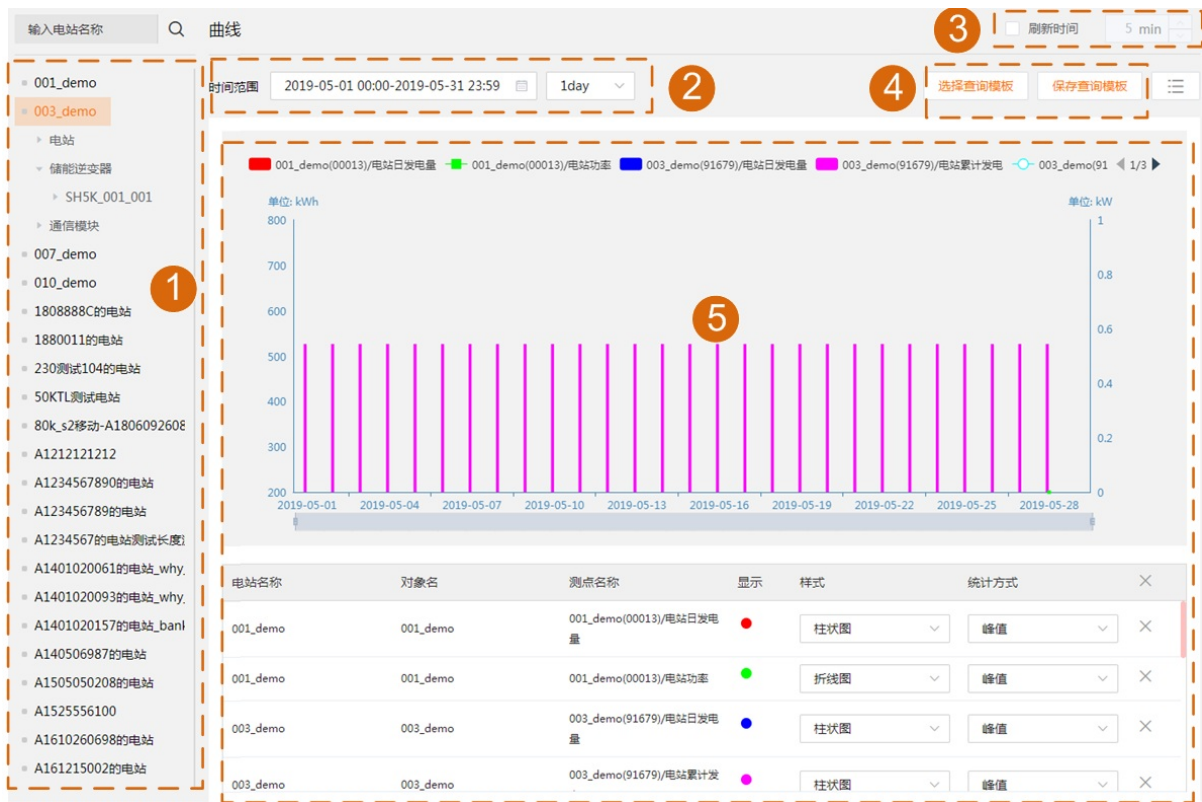 输入电站名称
曲线
3
刷新时间
5 min
001_demo
003_demo
电站
储能逆变器
SH5K_001_001
通信模块
007_demo
010_demo
1808888C的电站
1880011的电站
230测试104的电站
50KTL测试电站
80k_s2移动-A1806092608
A1212121212
A1234567890的电站
A123456789的电站
A1234567的电站测试长度
A1401020061的电站_why_
A1401020093的电站_why_
A1401020157的电站_bank
A140506987的电站
A1505050208的电站
A1525556100
A1610260698的电站
A161215002的电站
1
时间范围
2019-05-01 00:00-2019-05-31 23:59
1day
2
4
选择查询模板
保存查询模板
001_demo(00013)/电站日发电量
001_demo(00013)/电站功率
003_demo(91679)/电站日发电量
003_demo(91679)/电站累计发电
003_demo(91
1/3
单位: kWh
单位: kW
800
700
600
500
400
300
200
1
0.8
0.6
0.4
0.2
0
5
2019-05-01
2019-05-04
2019-05-07
2019-05-10
2019-05-13
2019-05-16
2019-05-19
2019-05-22
2019-05-25
2019-05-28
电站名称 对象名 测点名称 显示 样式 统计方式
001_demo 001_demo 001_demo(00013)/电站日发电
量 柱状图 峰值
001_demo 001_demo 001_demo(00013)/电站功率 折线图 峰值
003_demo 003_demo 003_demo(91679)/电站日发电
量 柱状图 峰值
003_demo 003_demo 003_demo(91679)/电站累计发
柱状图 峰值